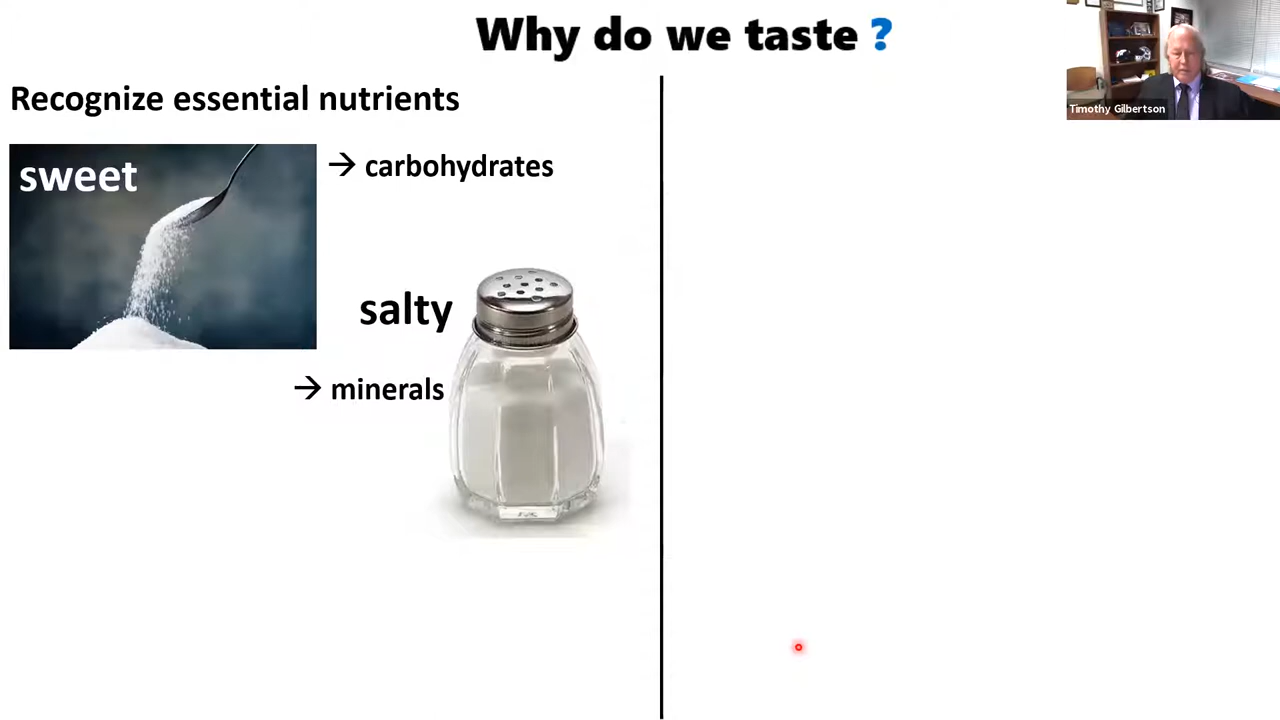 Why do we taste ?
Timothy Gilbertson
Recognize essential nutrients
sweet
→ carbohydrates
salty
→ minerals